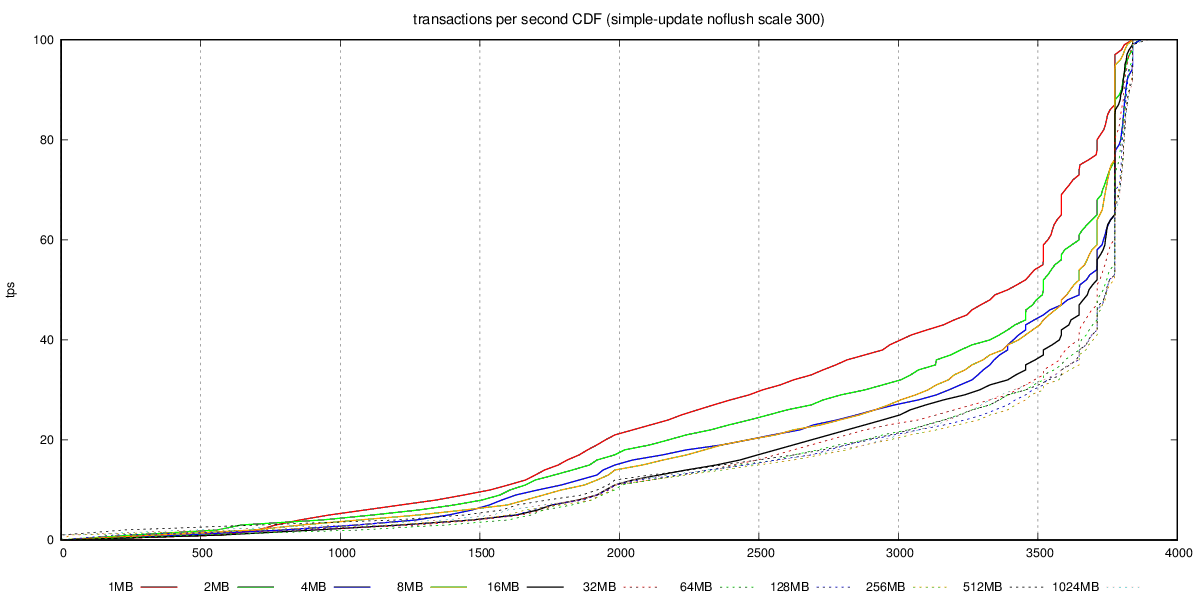 transactions per second CDF (simple-update noflush scale 300)
100
80
60
40
20
0
tps
0 500 1000 1500 2000 2500 3000 3500 4000
1MB 2MB 4MB 8MB 16MB 32MB 64MB 128MB 256MB 512MB 1024MB